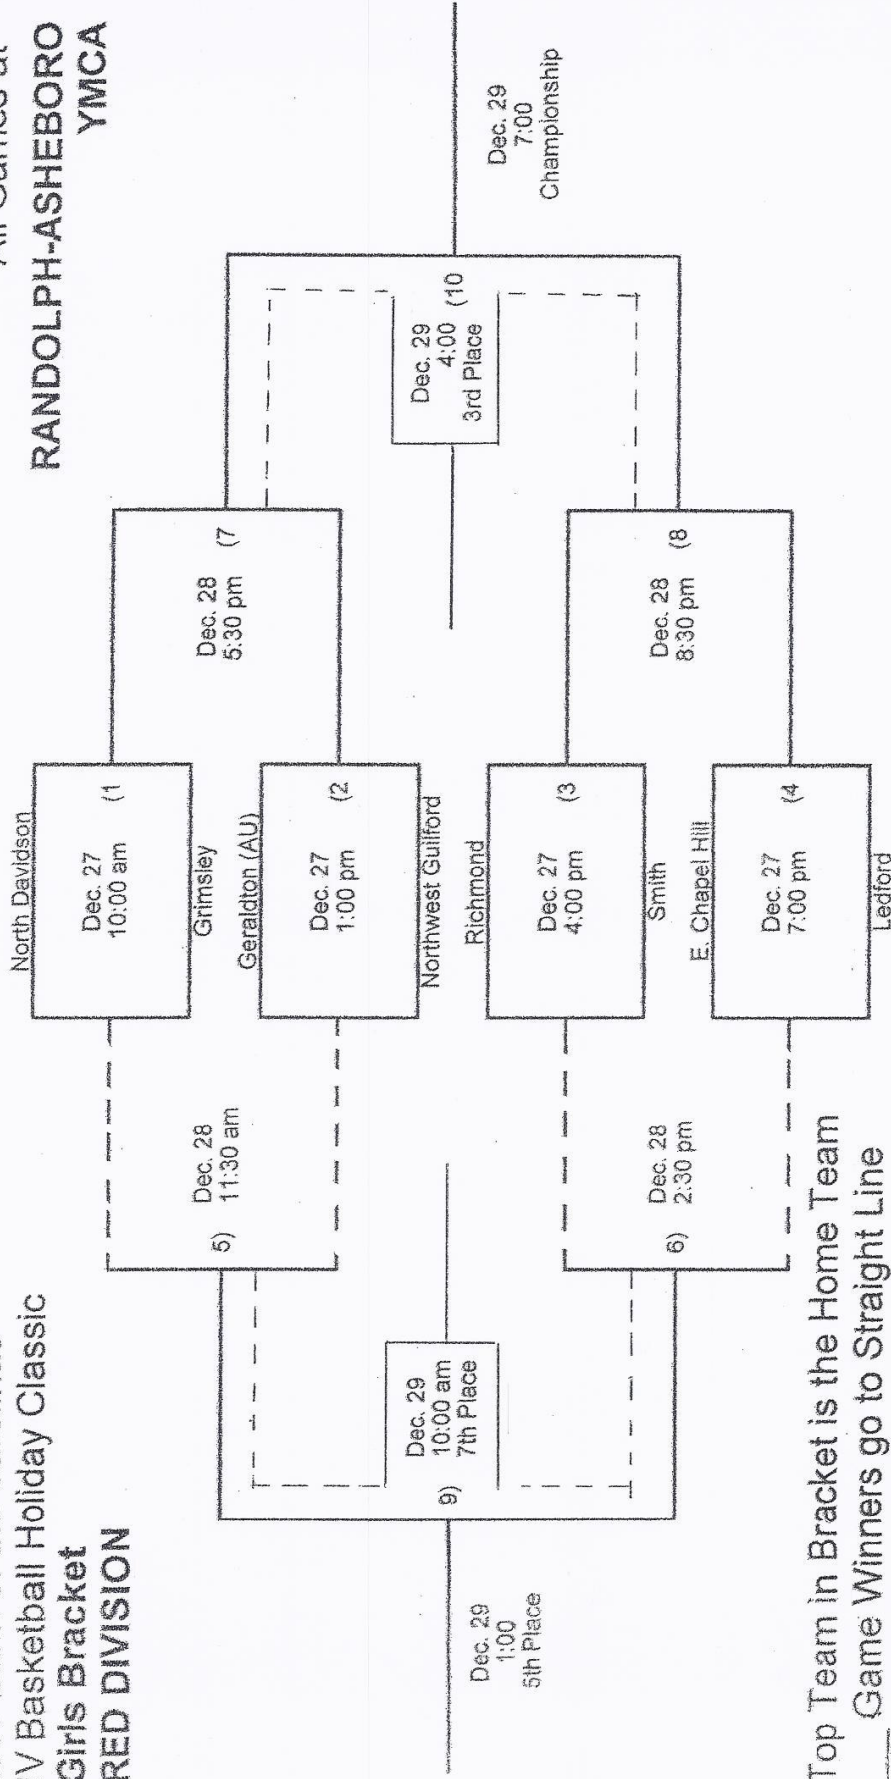 JV Basketball Holiday Classic
Girls Bracket
RED DIVISION
All Games at
RANDOLPH-ASHEBORO
YMCA
North Davidson
Dec. 27
10:00 am
(1
Grimsley
Geraldton (AU)
Dec. 27
1:00 pm
(2
Northwest Guilford
Richmond
Dec. 27
4:00 pm
(3
Smith
E. Chapel Hill
Dec. 27
7:00 pm
(4
Ledford
Dec. 28
11:30 am
5)
Dec. 28
2:30 pm
6)
Dec. 28
5:30 pm
(7
Dec. 28
8:30 pm
(8
Dec. 29
10:00 am
7th Place
9)
Dec. 29
1:00
5th Place
Dec. 29
4:00
3rd Place
(10
Dec. 29
7:00
Championship
Top Team in Bracket is the Home Team
Game Winners go to Straight Line